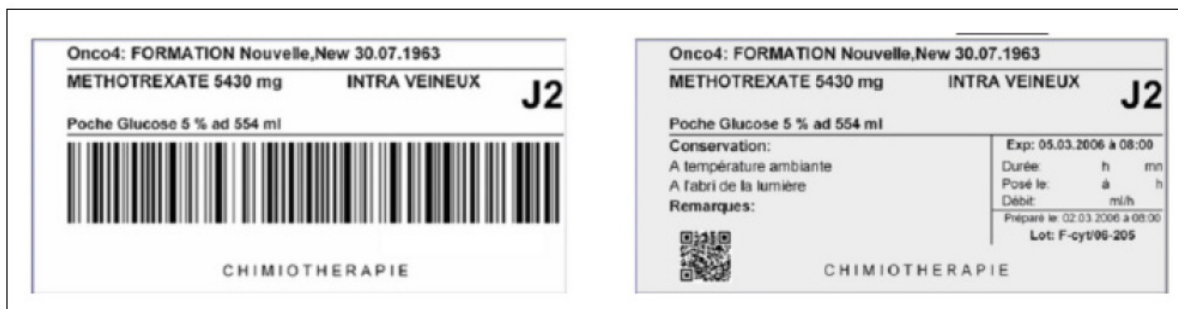 Onco4: FORMATION Nouvelle,New 30.07.1963
METHOTREXATE 5430 mg INTRA VEINEUX
J2
Poche Glucose 5 % ad 554 ml
CHIMIOTHERAPIE
Onco4: FORMATION Nouvelle,New 30.07.1963
METHOTREXATE 5430 mg INTRA VEINEUX
J2
Poche Glucose 5 % ad 554 ml
Conservation:
A température ambiante
A l'abri de la lumière
Remarques:
Exp: 05.03.2006 à 08:00
Durée: h mn
Posé le: à h
Débit: ml/h
Préparé le: 02.03.2006 à 08:00
Lot: F-cyt/06-205
CHIMIOTHERAPIE